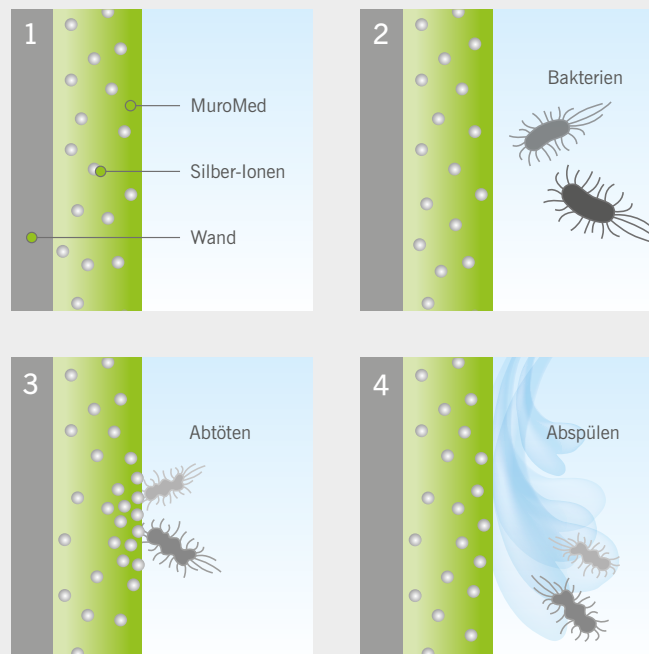 1
MuroMed
Silber-Ionen
Wand
2
Bakterien
3
Abtöten
4
Abspülen